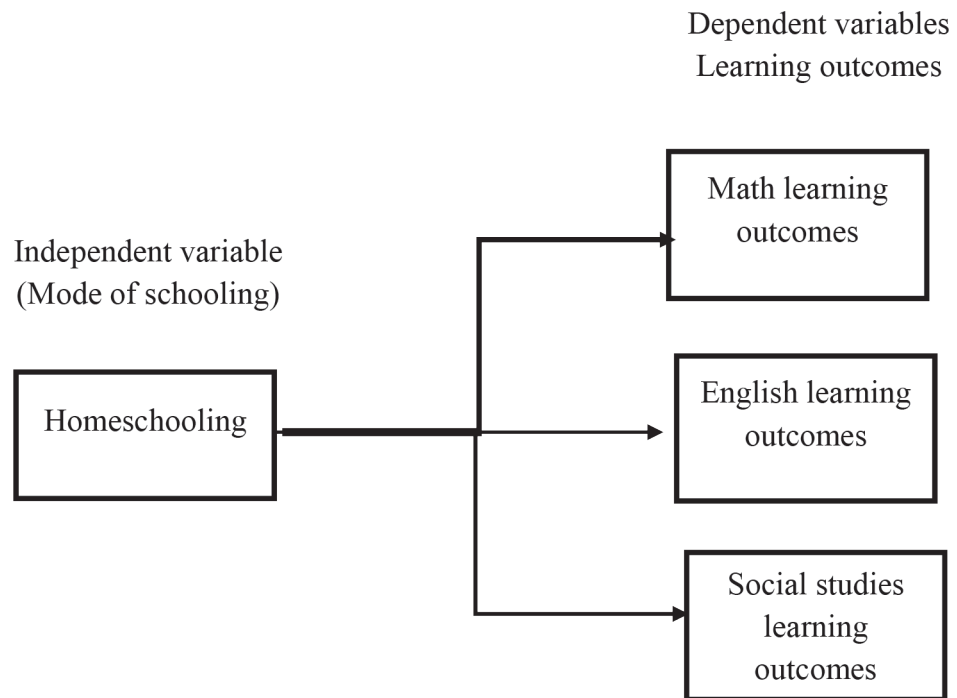 Dependent variables
Learning outcomes
Math learning
outcomes
Independent variable
(Mode of schooling)
Homeschooling
English learning
outcomes
Social studies
learning
outcomes